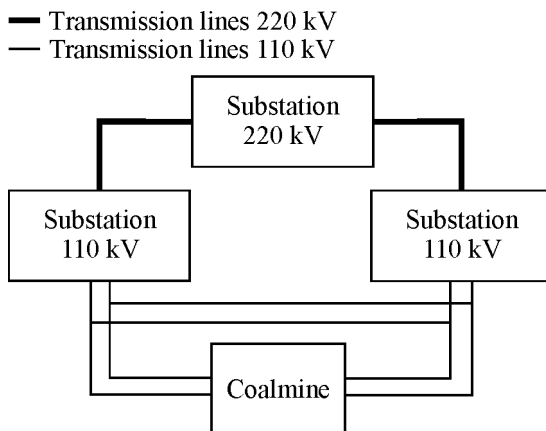 Transmission lines 220 kV
Transmission lines 110 kV
Substation
220 kV
Substation
110 kV
Substation
110 kV
Coalmine